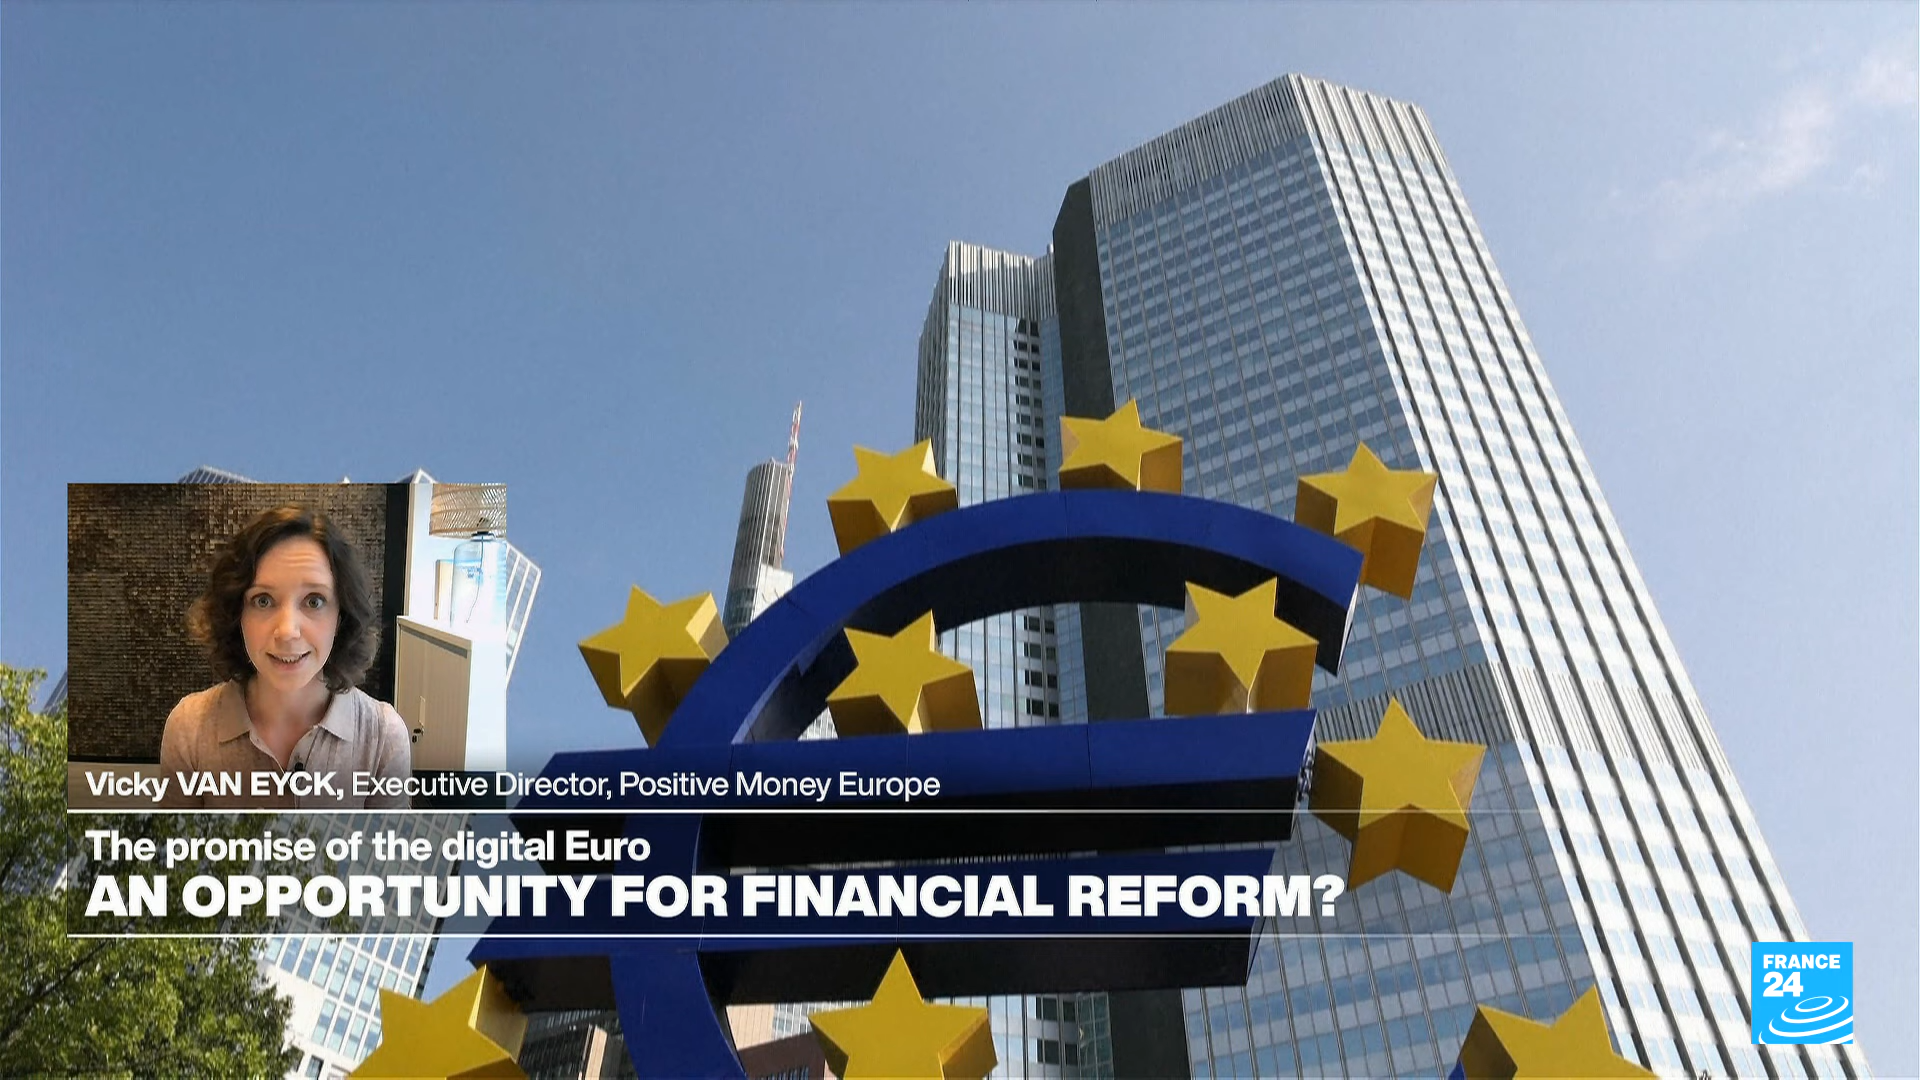 Vicky VAN EYCK, Executive Director, Positive Money Europe
The promise of the digital Euro
AN OPPORTUNITY FOR FINANCIAL REFORM?
FRANCE
24